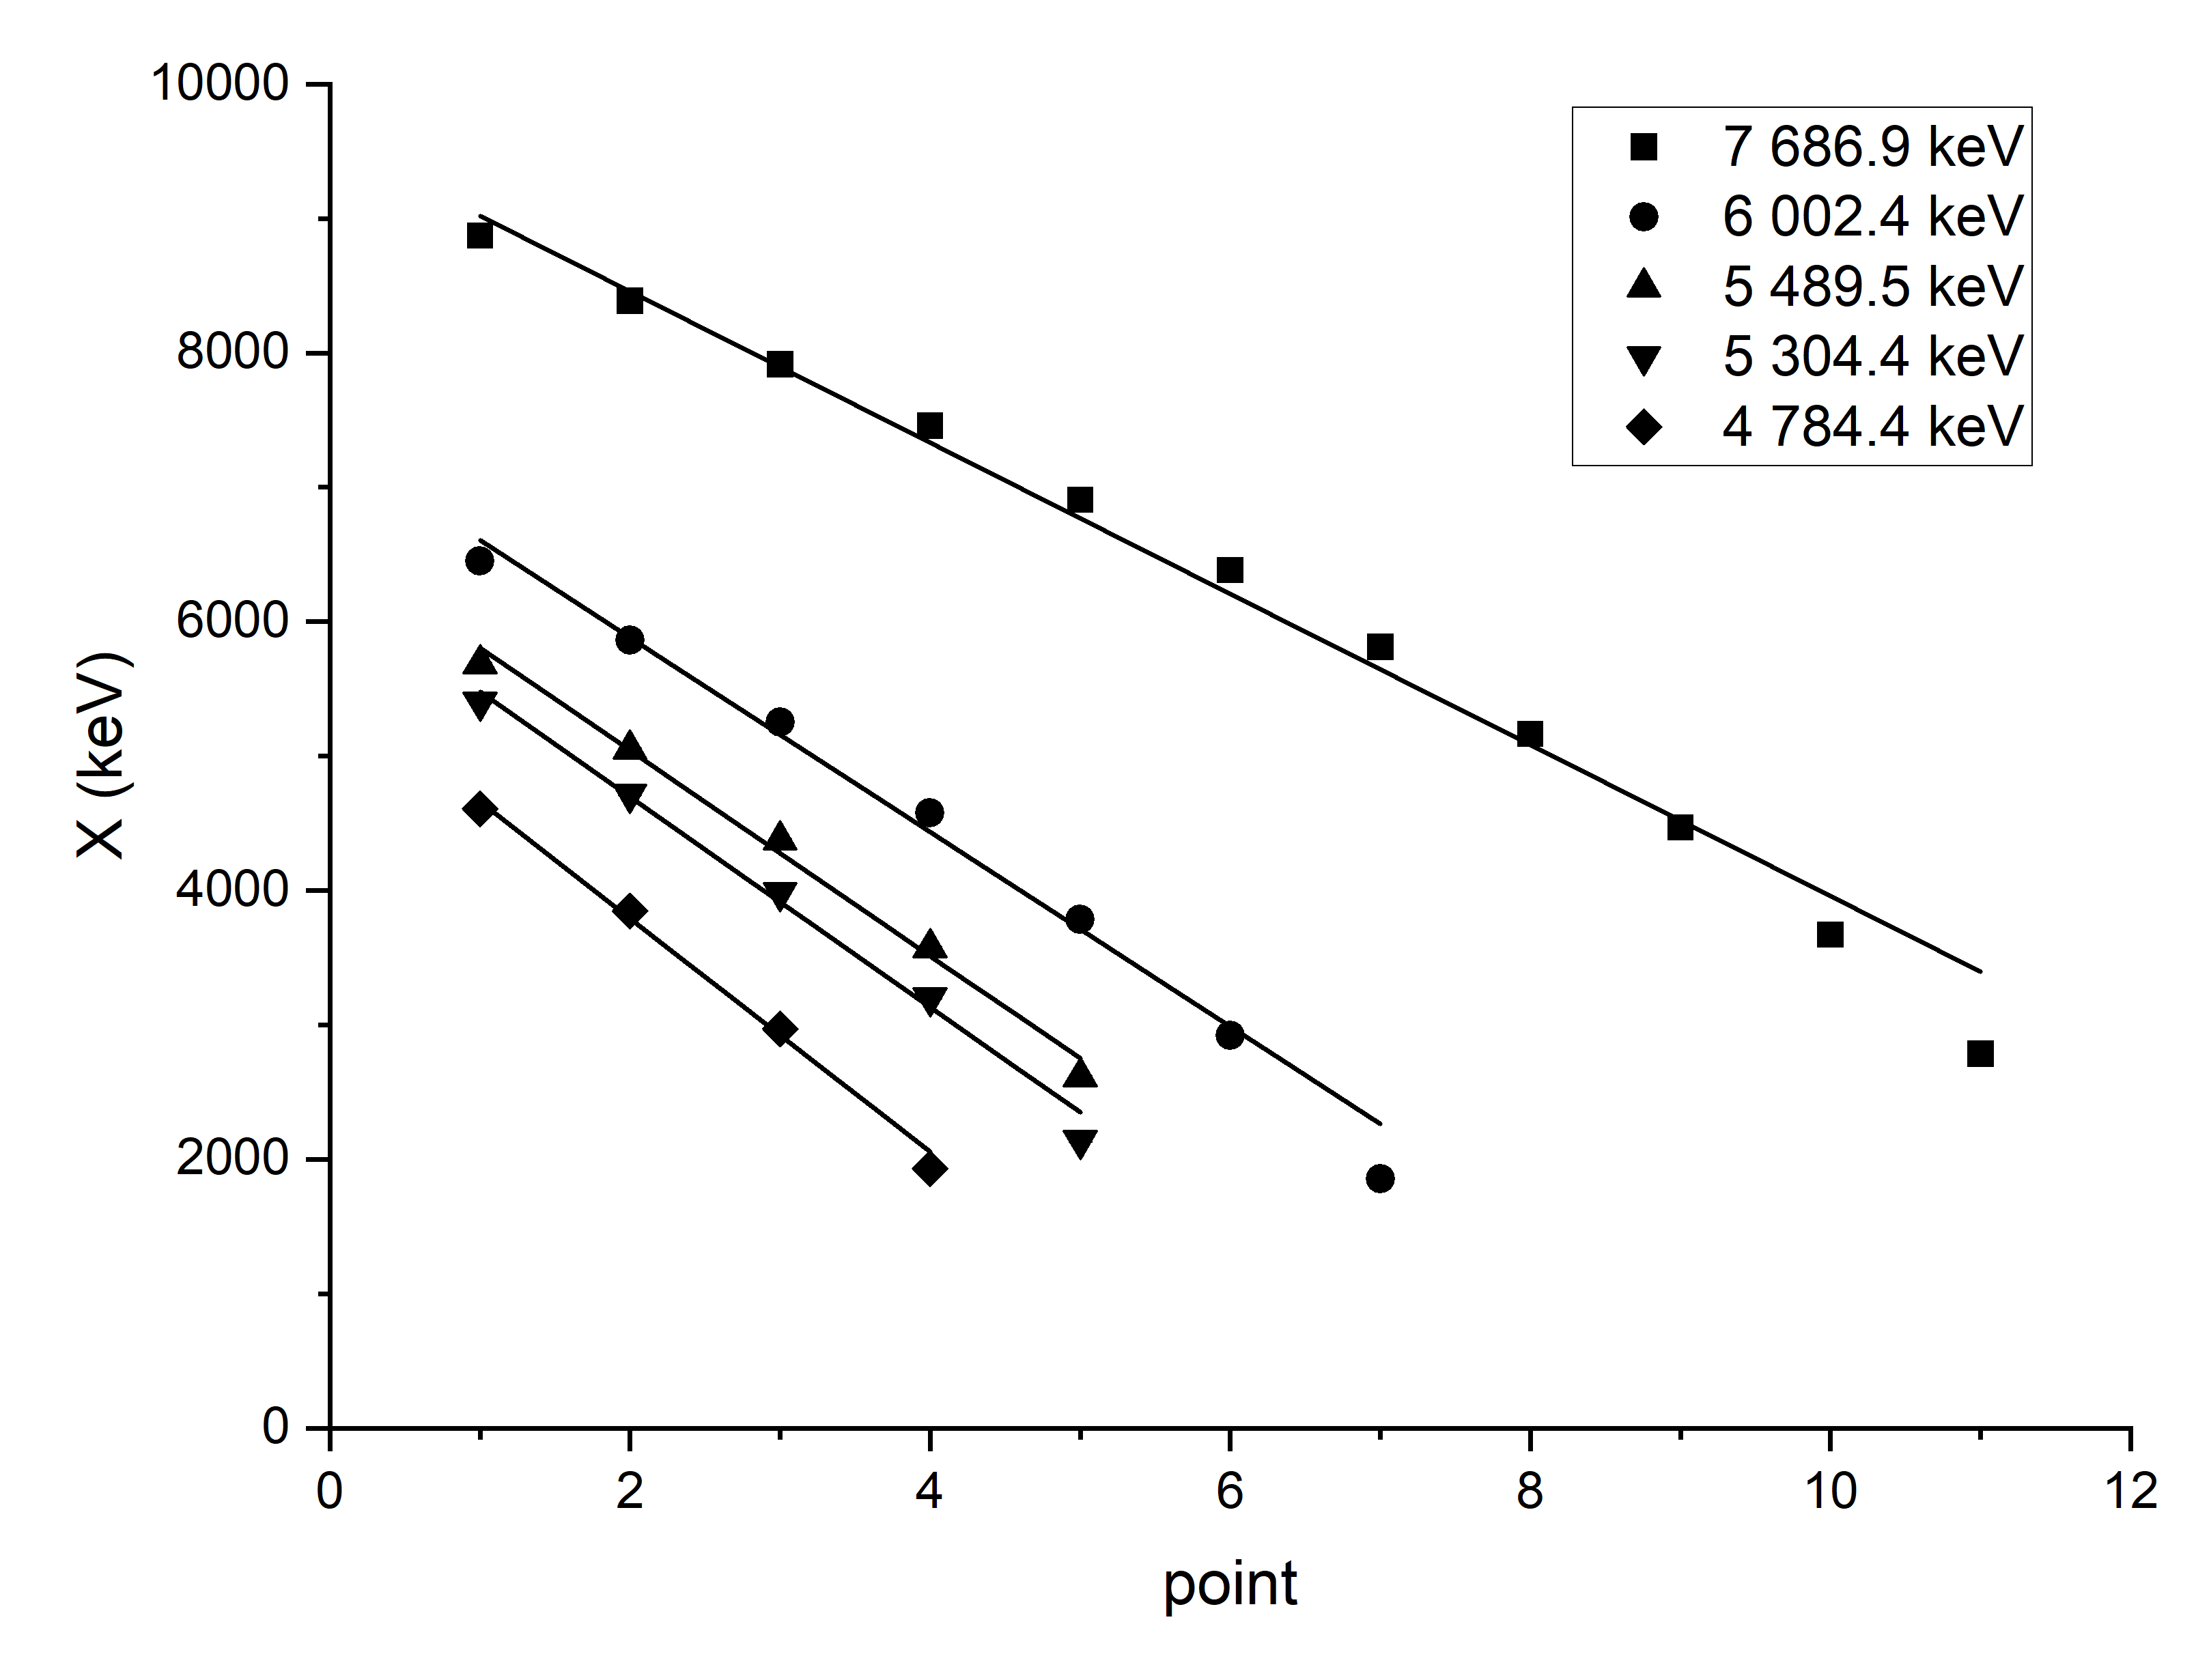 10000
8000
6000
4000
2000
0
X (keV)
7 686.9 keV
6 002.4 keV
5 489.5 keV
5 304.4 keV
4 784.4 keV
0 2 4 6 8 10 12
point